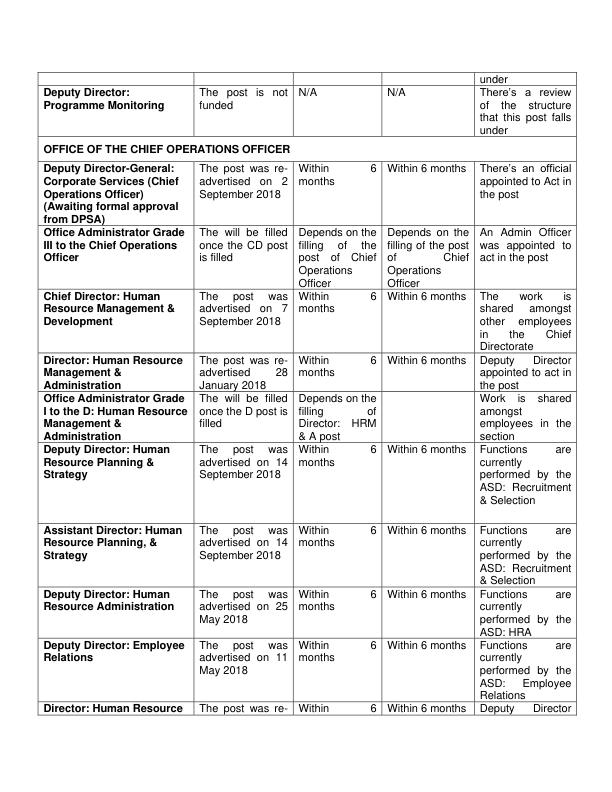 under
Deputy Director:
Programme Monitoring
The post is not
funded
N/A
N/A
There's a review
of the structure
that this post falls
under
OFFICE OF THE CHIEF OPERATIONS OFFICER
Deputy Director-General:
Corporate Services (Chief
Operations Officer)
(Awaiting formal approval
from DPSA)
The post was re-
advertised on 2
September 2018
Within 6
months
Within 6 months
There's an official
appointed to Act in
the post
Office Administrator Grade
III to the Chief Operations
Officer
The will be filled
once the CD post
is filled
Depends on the
filling of the
post of Chief
Operations
Officer
Depends on the
filling of the post
of Chief
Operations
Officer
An Admin Officer
was appointed to
act in the post
Chief Director: Human
Resource Management &
Development
The post was
advertised on 7
September 2018
Within 6
months
Within 6 months
The work is
shared amongst
other employees
in the Chief
Directorate
Director: Human Resource
Management &
Administration
The post was re-
advertised 28
January 2018
Within 6
months
Within 6 months
Deputy Director
appointed to act in
the post
Office Administrator Grade
I to the D: Human Resource
Management &
Administration
The will be filled
once the D post is
filled
Depends on the
filling of
Director: HRM
& A post
Work is shared
amongst
employees in the
section
Deputy Director: Human
Resource Planning &
Strategy
The post was
advertised on 14
September 2018
Within 6
months
Within 6 months
Functions are
currently
performed by the
ASD: Recruitment
& Selection
Assistant Director: Human
Resource Planning, &
Strategy
The post was
advertised on 14
September 2018
Within 6
months
Within 6 months
Functions are
currently
performed by the
ASD: Recruitment
& Selection
Deputy Director: Human
Resource Administration
The post was
advertised on 25
May 2018
Within 6
months
Within 6 months
Functions are
currently
performed by the
ASD: HRA
Deputy Director: Employee
Relations
The post was
advertised on 11
May 2018
Within 6
months
Within 6 months
Functions are
currently
performed by the
ASD: Employee
Relations
Director: Human Resource
The post was re-
Within 6
Within 6 months
Deputy Director